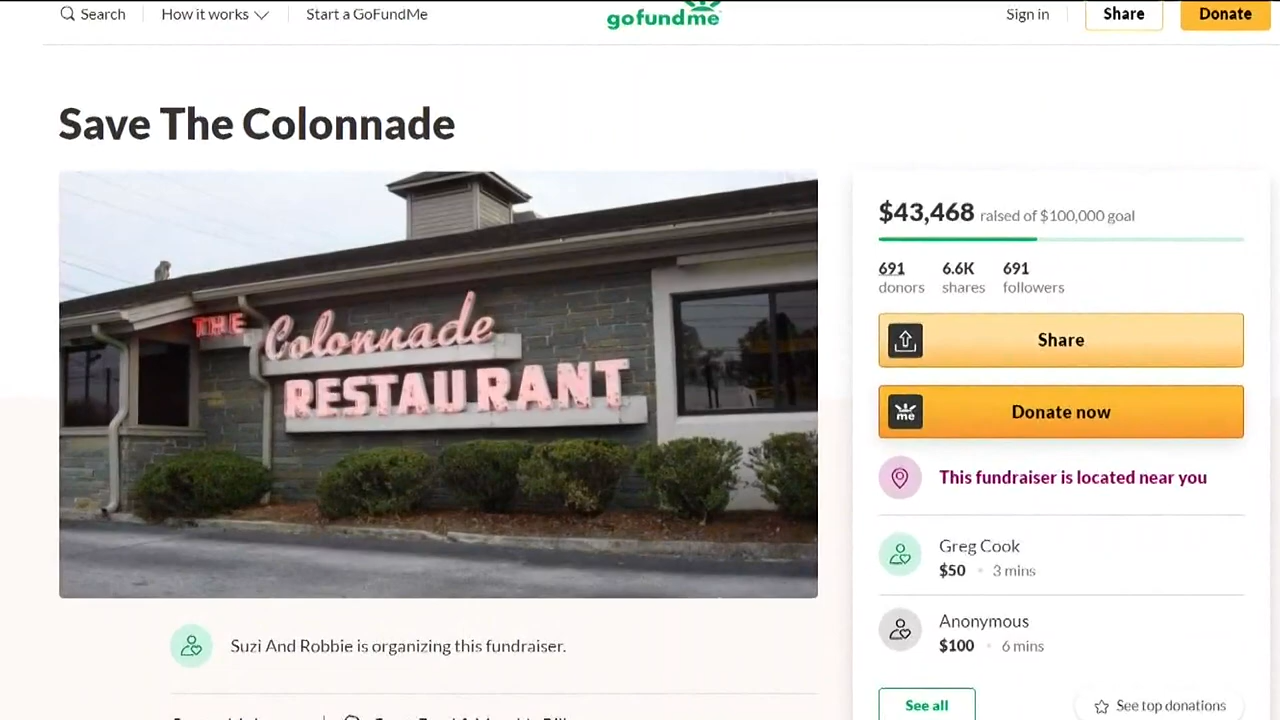 Search
How it works
Start a GoFundMe
gofundme
Sign in
Share
Donate
Save The Colonnade
THE
Colonnade
RESTAURANT
$43,468 raised of $100,000 goal
691 6.6K 691
donors shares followers
Share
me Donate now
This fundraiser is located near you
Greg Cook
$50 • 3 mins
Anonymous
$100 • 6 mins
See all
See top donations
Suzi And Robbie is organizing this fundraiser.